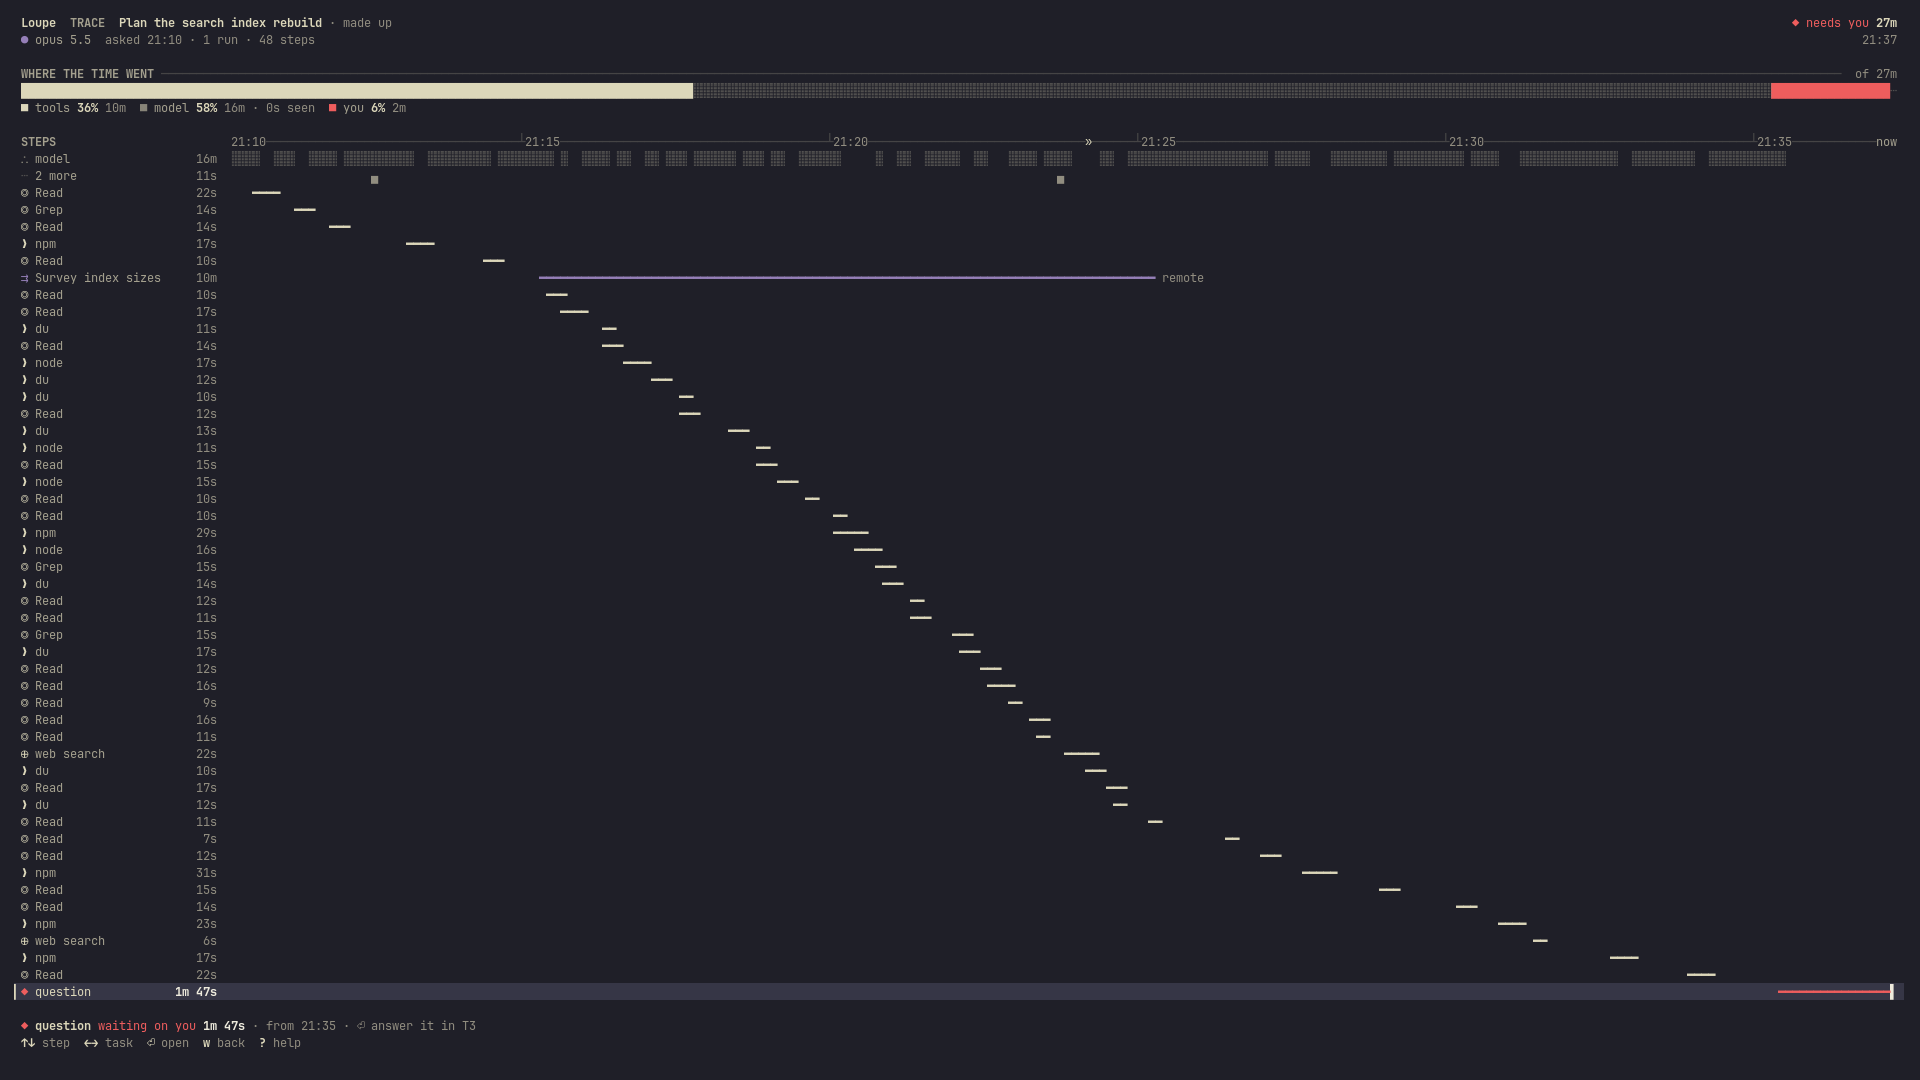 Loupe TRACE Plan the search index rebuild · made up ◆ needs you 27m
● opus 5.5 asked 21:10 · 1 run · 48 steps 21:37
WHERE THE TIME WENT of 27m
■ tools 36% 10m ■ model 58% 16m · 0s seen ■ you 6% 2m
STEPS 21:10 21:15 21:20 » 21:25 21:30 21:35 now
∴ model 16m
┄ 2 more 11s
◎ Read 22s
◎ Grep 14s
◎ Read 14s
❫ npm 17s
◎ Read 10s
⇉ Survey index sizes 10m remote
◎ Read 10s
◎ Read 17s
❫ du 11s
◎ Read 14s
❫ node 17s
❫ du 12s
❫ du 10s
◎ Read 12s
❫ du 13s
❫ node 11s
◎ Read 15s
❫ node 15s
◎ Read 10s
◎ Read 10s
❫ npm 29s
❫ node 16s
◎ Grep 15s
❫ du 14s
◎ Read 12s
◎ Read 11s
◎ Grep 15s
❫ du 17s
◎ Read 12s
◎ Read 16s
◎ Read 9s
◎ Read 16s
◎ Read 11s
⊕ web search 22s
❫ du 10s
◎ Read 17s
❫ du 12s
◎ Read 11s
◎ Read 7s
◎ Read 12s
❫ npm 31s
◎ Read 15s
◎ Read 14s
❫ npm 23s
⊕ web search 6s
❫ npm 17s
◎ Read 22s
◆ question 1m 47s
◆ question waiting on you 1m 47s · from 21:35 · ⏎ answer it in T3
↑↓ step ←→ task ⏎ open w back ? help